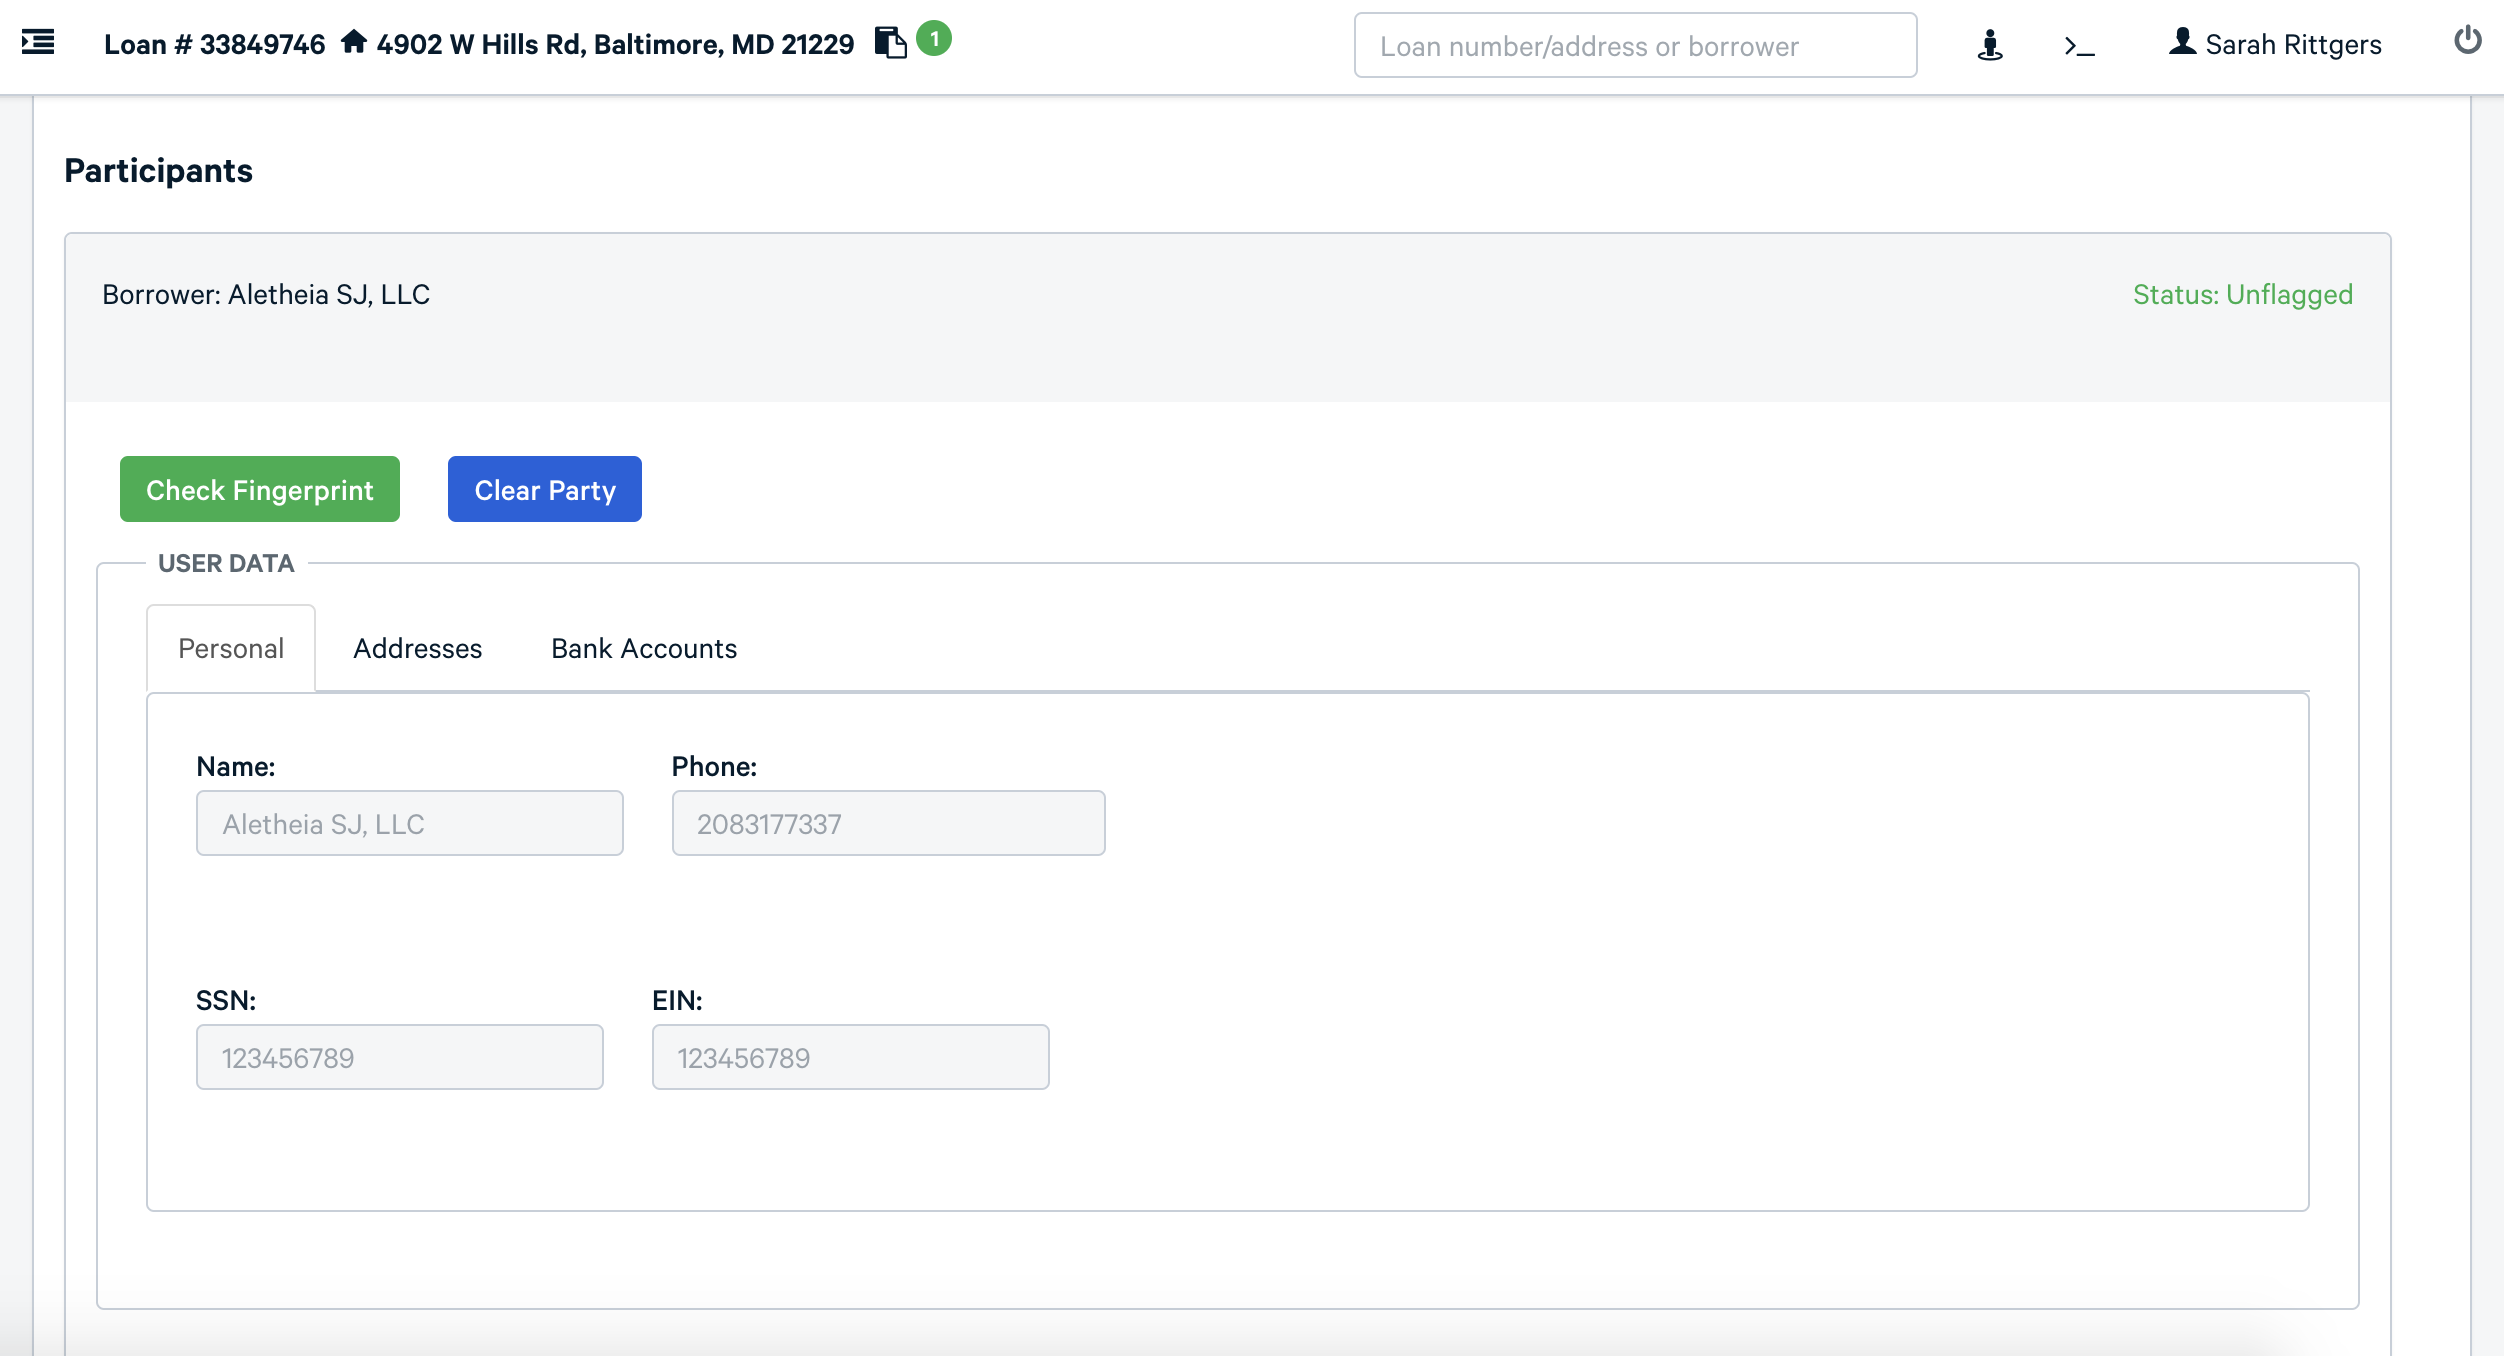 Loan # 33849746 4902 W Hills Rd, Baltimore, MD 21229 1 Loan number/address or borrower >_ Sarah Rittgers
Participants
Borrower: Aletheia SJ, LLC Status: Unflagged
Check Fingerprint Clear Party
USER DATA
Personal Addresses Bank Accounts
Name: Phone:
Aletheia SJ, LLC 2083177337
SSN: EIN:
123456789 123456789